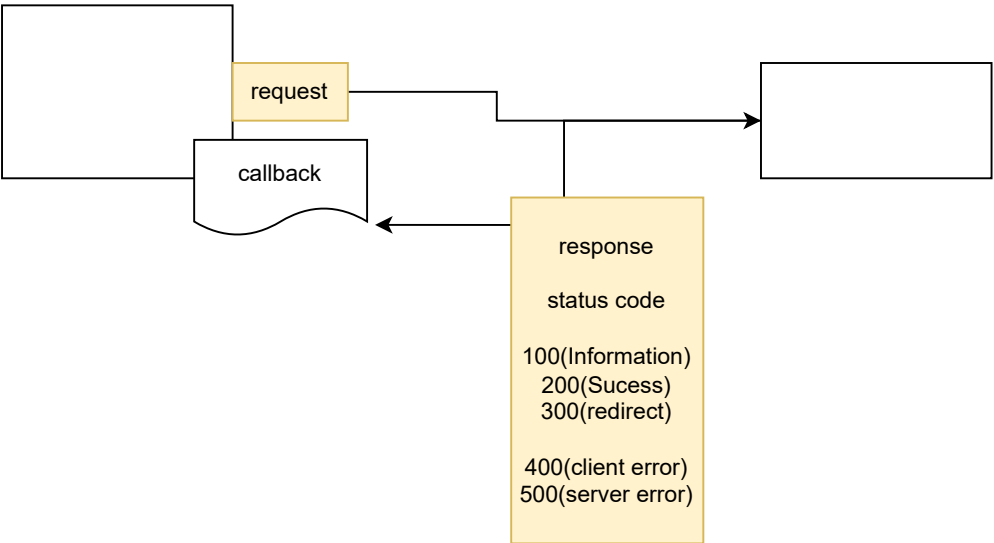 request
callback
response
status code
100(Information)
200(Sucess)
300(redirect)
400(client error)
500(server error)